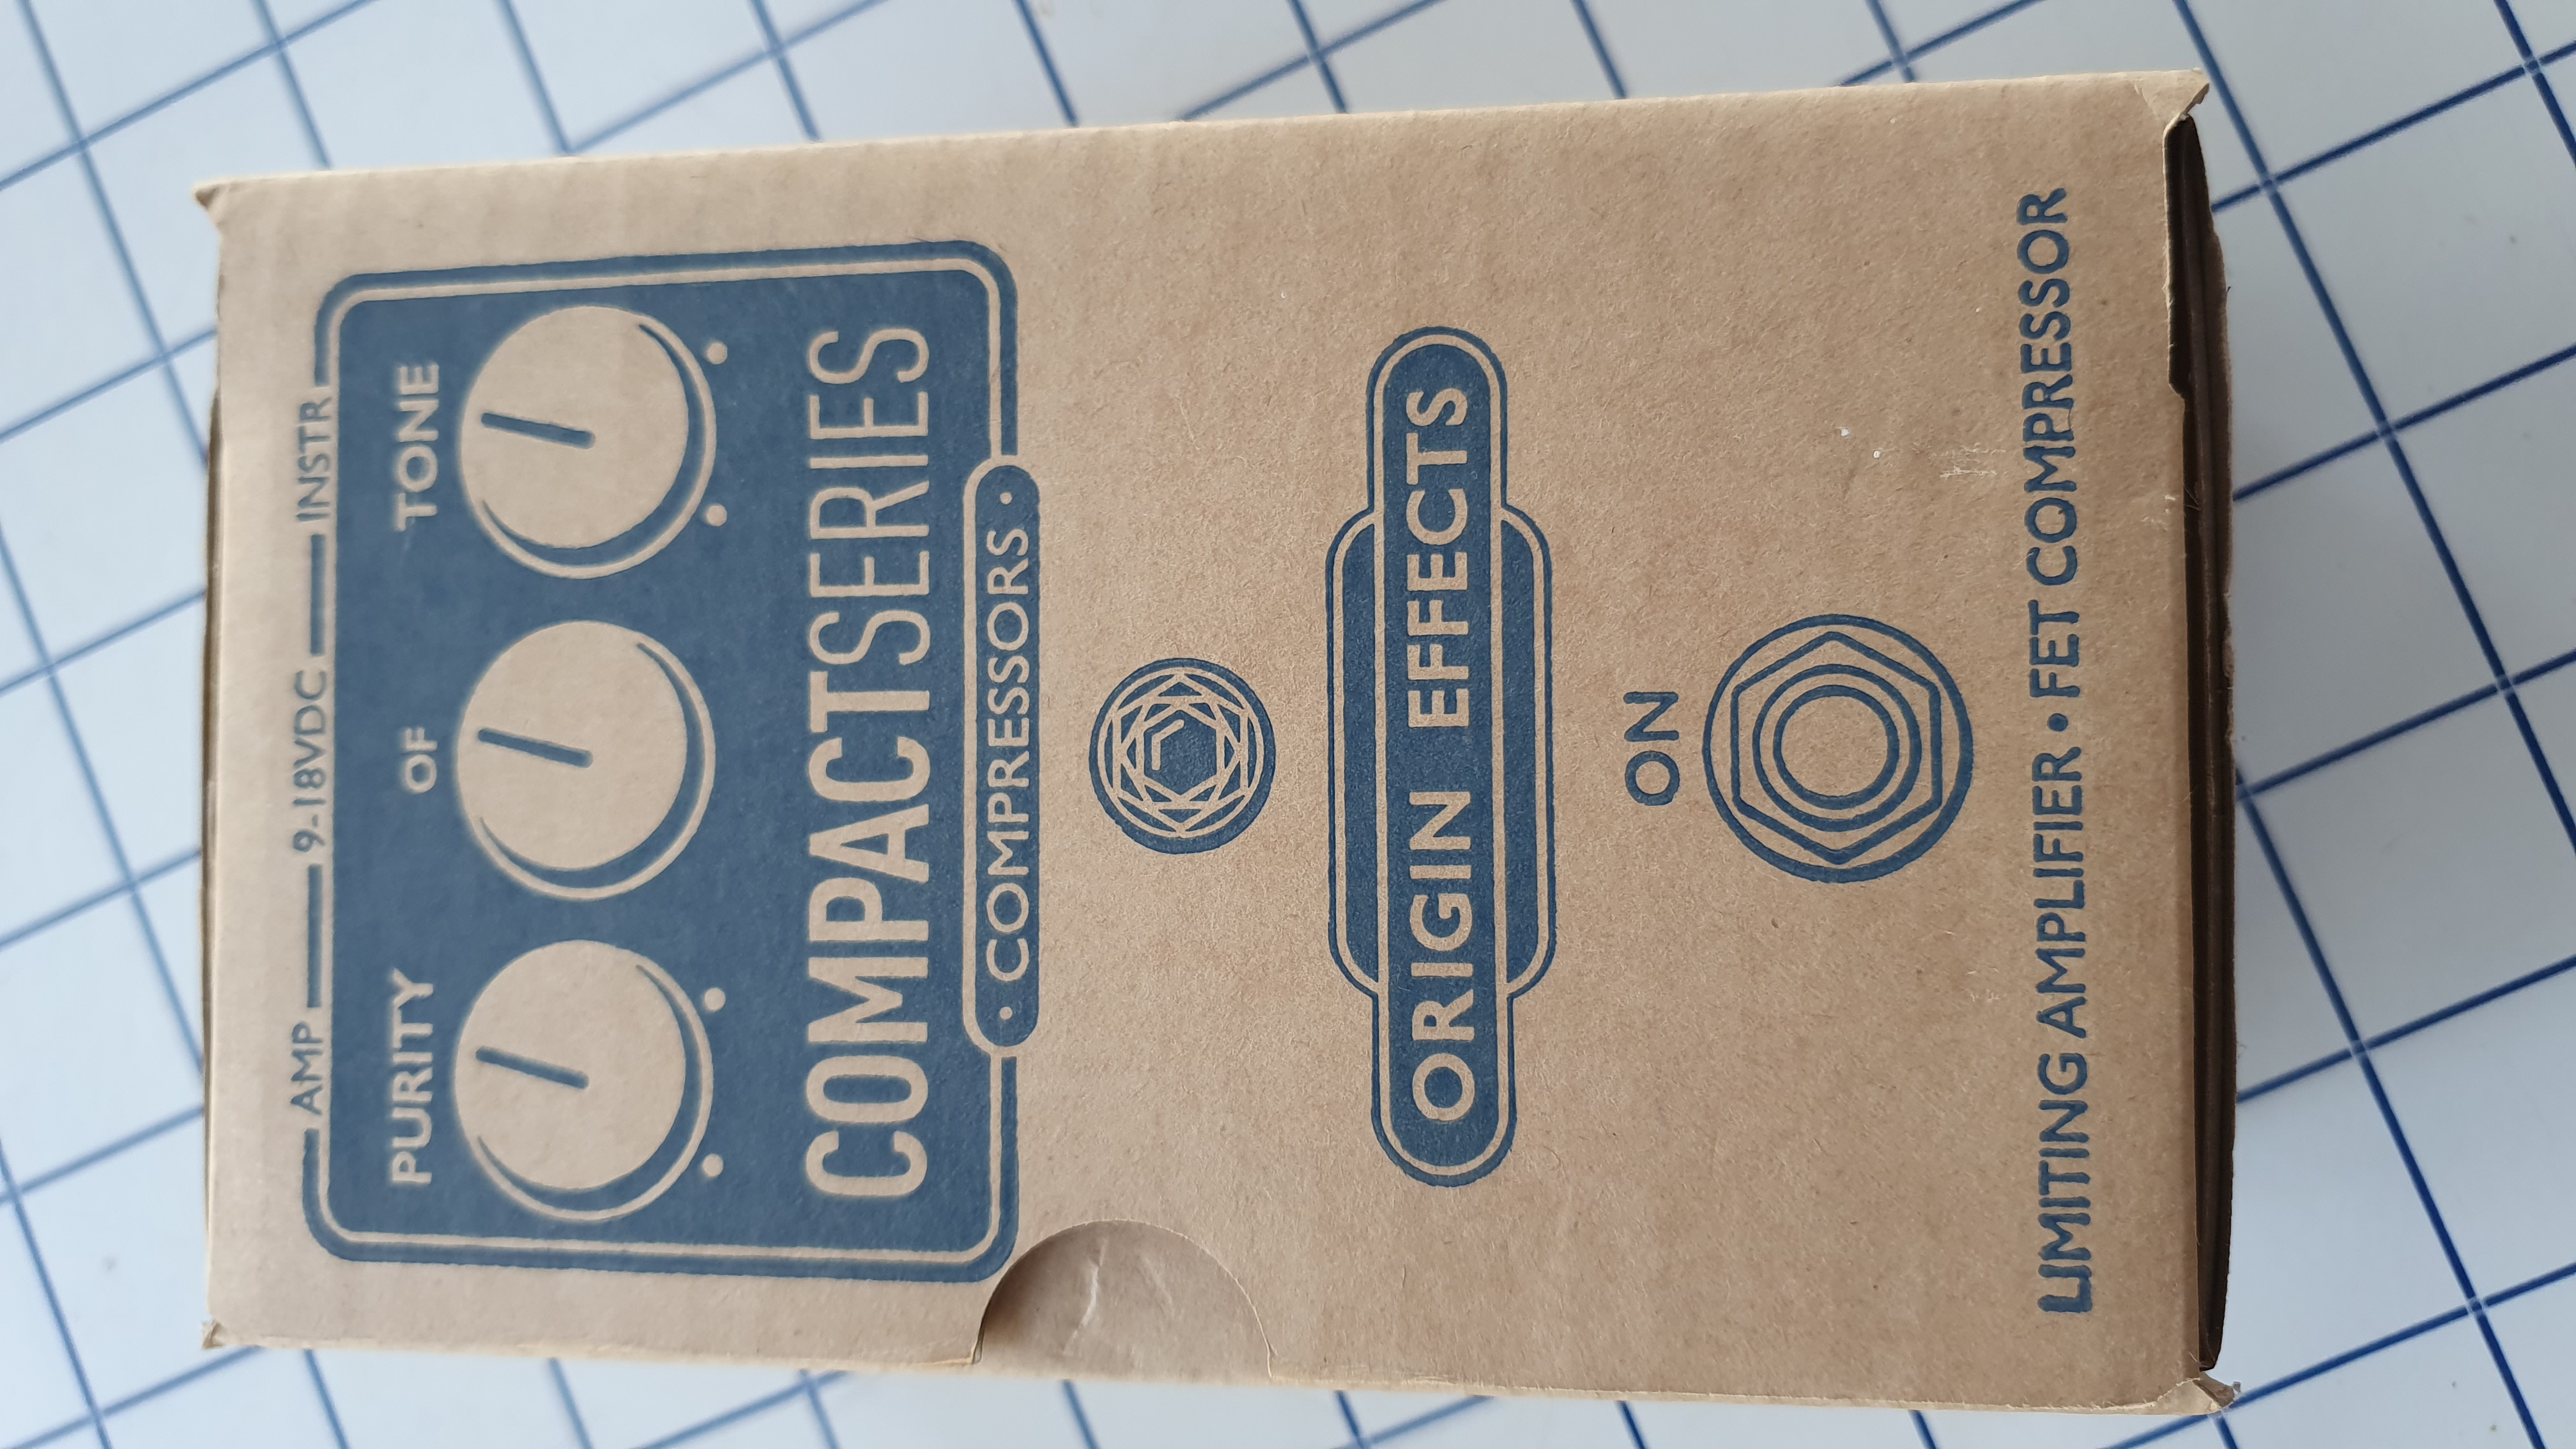 AMP 9-18VDC INSTR
PURITY OF TONE
COMPACTSERIES
• COMPRESSORS •
ORIGIN EFFECTS
ON
LIMITING AMPLIFIER • FET COMPRESSOR